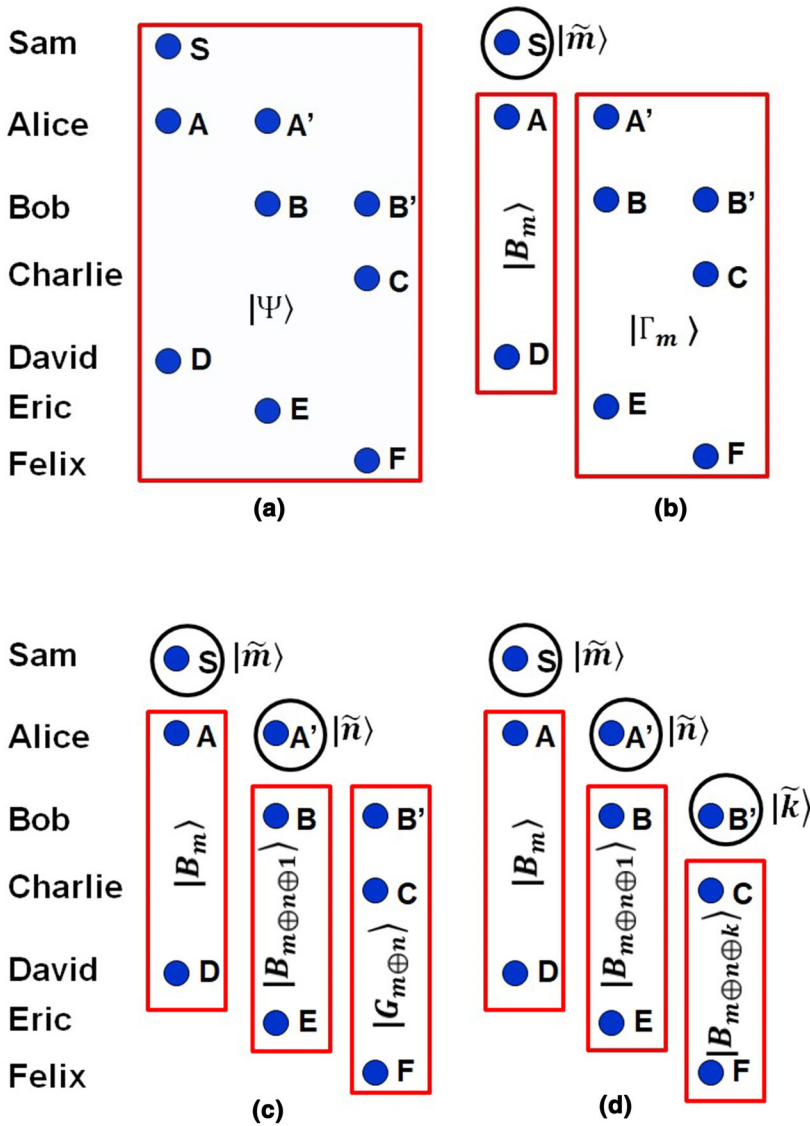 Sam S S |m̃⟩
Alice A A’ A A’
Bob B B’ B B’
Charlie C C
|Ψ⟩ |B_m⟩ |Γ_m ⟩
David D D
Eric E E
Felix F F
(a) (b)
Sam S |m̃⟩ S |m̃⟩
Alice A A’ |ñ⟩ A A’ |ñ⟩
Bob B B’ B B’ |k̃⟩
|B_m⟩ |B_{m⊕n⊕1}⟩ |G_{m⊕n}⟩ |B_m⟩ |B_{m⊕n⊕1}⟩ |B_{m⊕n⊕k}⟩
Charlie C C
David D D
Eric E E
Felix F F
(c) (d)